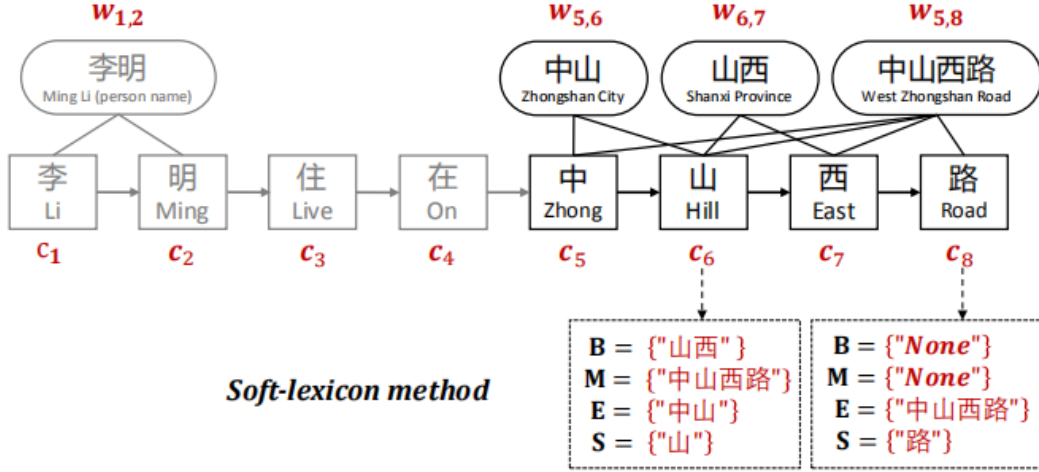 w1,2
w5,6
w6,7
w5,8
李明
Ming Li (person name)
中山
Zhongshan City
山西
Shanxi Province
中山西路
West Zhongshan Road
李
Li
明
Ming
住
Live
在
On
中
Zhong
山
Hill
西
East
路
Road
c1
c2
c3
c4
c5
c6
c7
c8
Soft-lexicon method
B = {"山西" }
M = {"中山西路"}
E = {"中山"}
S = {"山"}
B = {"None"}
M = {"None"}
E = {"中山西路"}
S = {"路"}